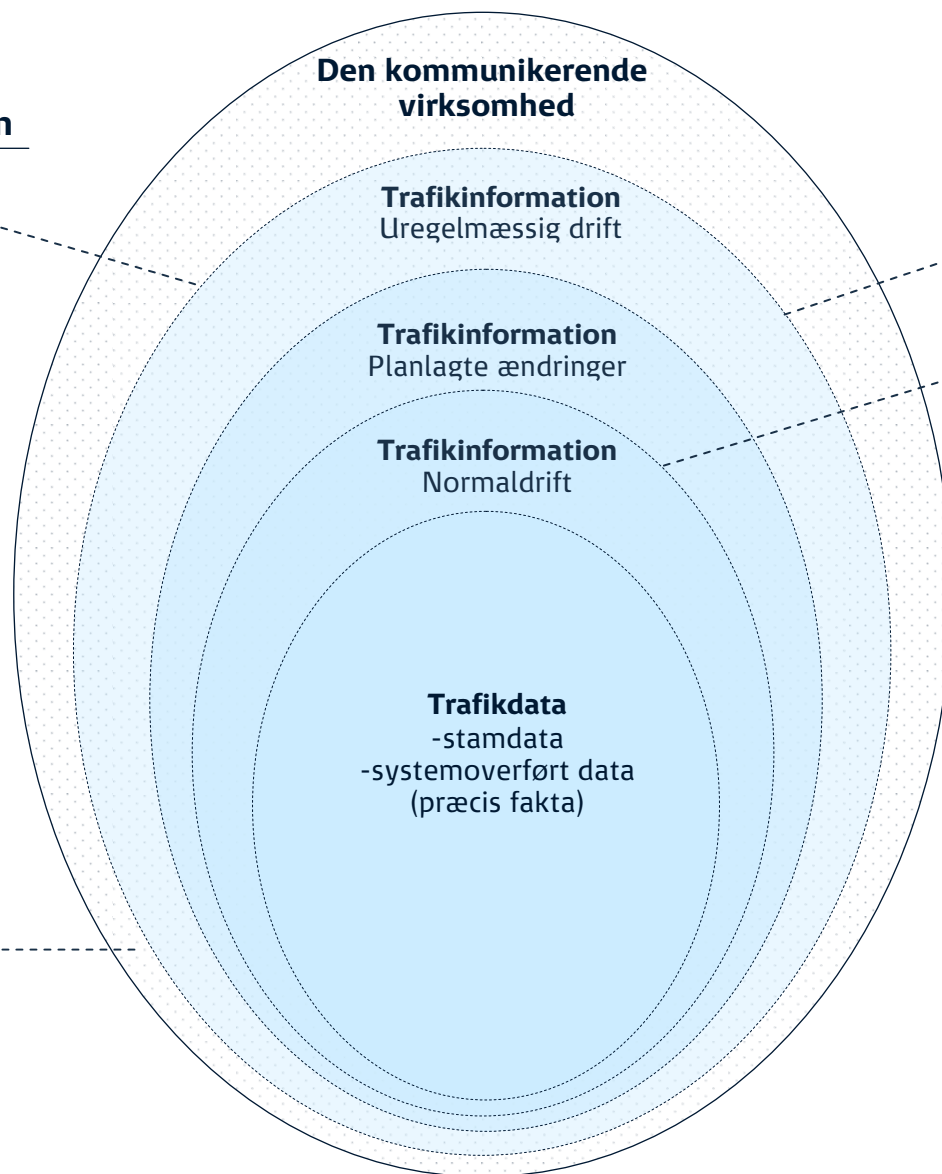 Den kommunikerende
virksomhed
n
Trafikinformation
Uregelmæssig drift
Trafikinformation
Planlagte ændringer
Trafikinformation
Normaldrift
Trafikdata
-stamdata
-systemoverført data
(præcis fakta)